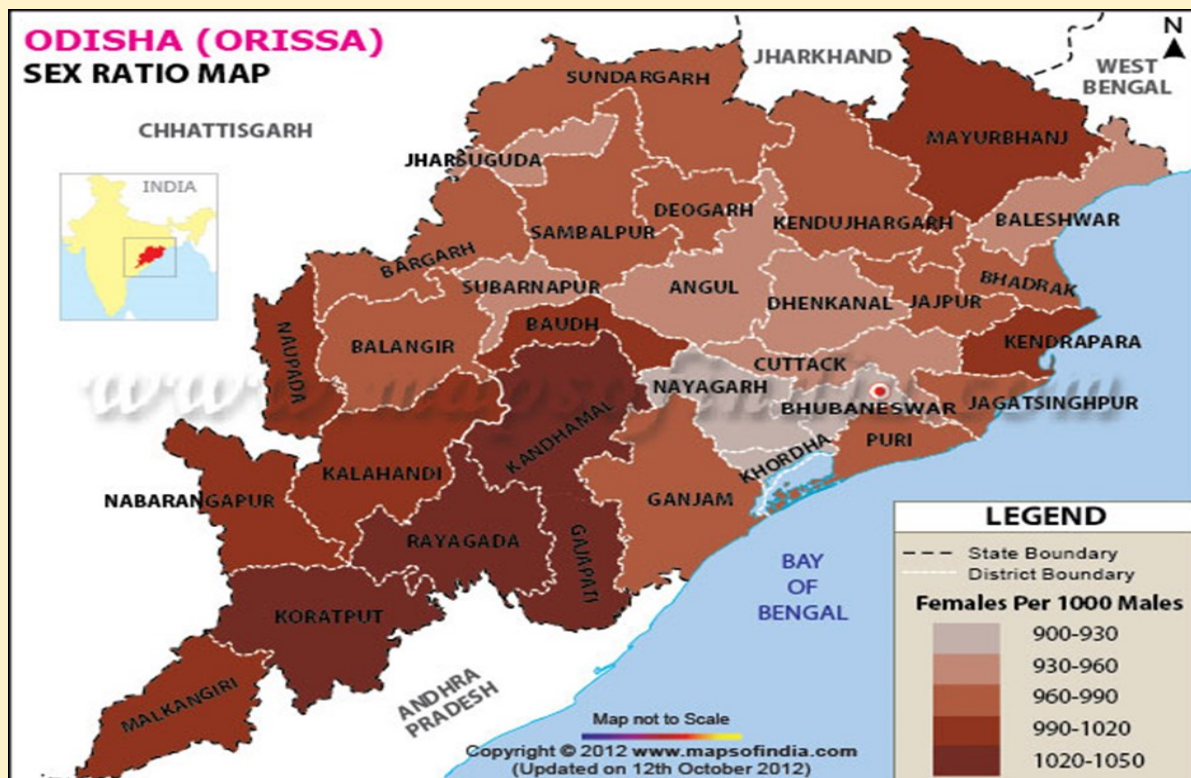 ODISHA (ORISSA)
SEX RATIO MAP
N
JHARKHAND
WEST
BENGAL
CHHATTISGARH
INDIA
SUNDARGARH
MAYURBHANJ
JHARSUGUDA
DEOGARH
KENDUJHARGARH
BALESHWAR
SAMBALPUR
BARGARH
SUBARNAPUR
ANGUL
DHENKANAL
JAJPUR
BHADRAK
NAUPADA
BALANGIR
BAUDH
CUTTACK
KENDRAPARA
www.mapsofindia.com
NAYAGARH
BHUBANESWAR
JAGATSINGHPUR
KANDHAMAL
KHORDHA
PURI
KALAHANDI
NABARANGAPUR
GANJAM
RAYAGADA
GAJAPATI
KORATPUT
MALKANGIRI
ANDHRA
PRADESH
BAY
OF
BENGAL
LEGEND
State Boundary
District Boundary
Females Per 1000 Males
900-930
930-960
960-990
990-1020
1020-1050
Map not to Scale
Copyright © 2012 www.mapsofindia.com
(Updated on 12th October 2012)